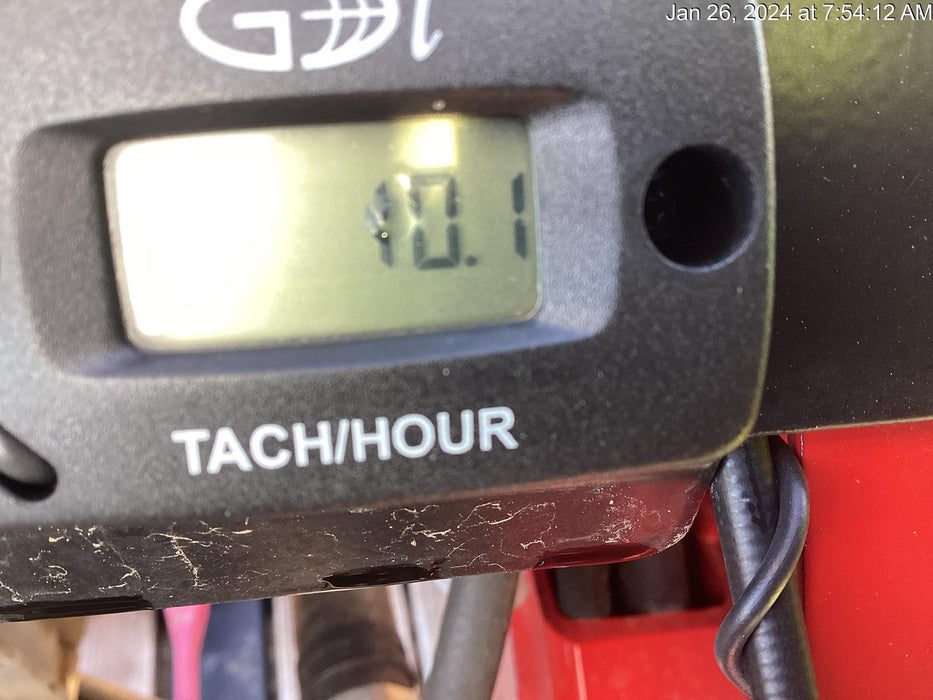 Jan 26, 2024 at 7:54:12 AM
10.1
TACH/HOUR